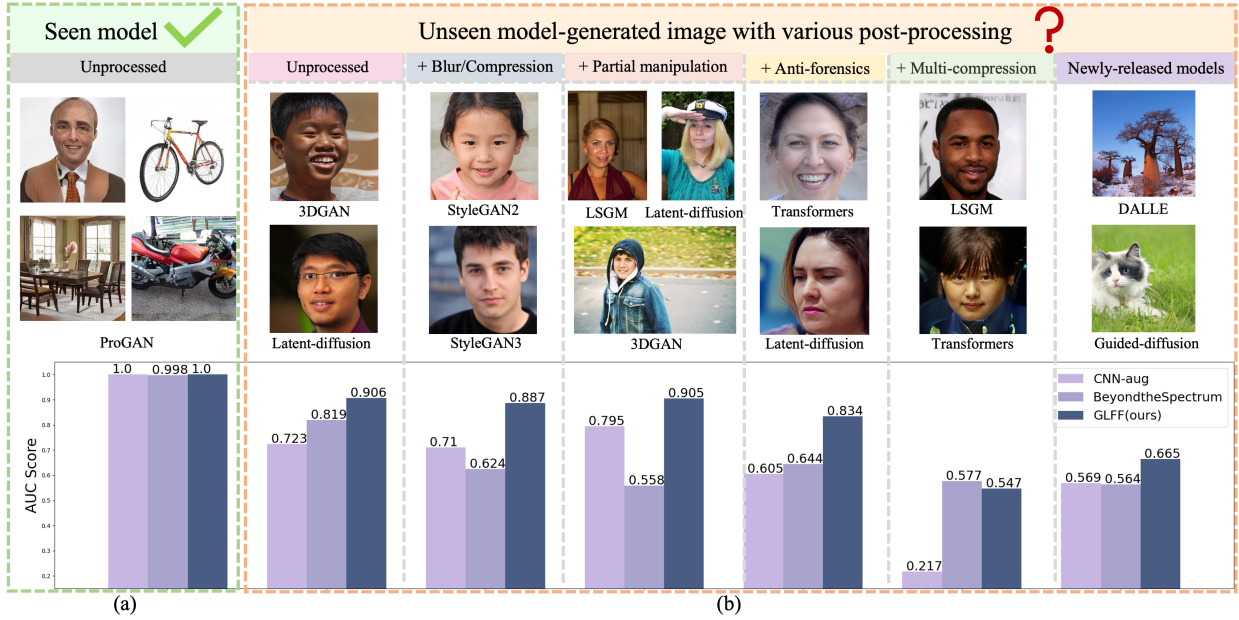 Seen model
Unseen model-generated image with various post-processing ?
Unprocessed
Unprocessed
+ Blur/Compression
+ Partial manipulation
+ Anti-forensics
+ Multi-compression
Newly-released models
3DGAN
StyleGAN2
LSGM
Latent-diffusion
Transformers
LSGM
DALLE
ProGAN
Latent-diffusion
StyleGAN3
3DGAN
Latent-diffusion
Transformers
Guided-diffusion
AUC Score
1.0
0.9
0.8
0.7
0.6
0.5
0.4
0.3
0.2
1.0
0.998
1.0
0.723
0.819
0.906
0.71
0.624
0.887
0.795
0.558
0.905
0.605
0.644
0.834
0.217
0.577
0.547
0.569
0.564
0.665
CNN-aug
BeyondtheSpectrum
GLFF(ours)
(a)
(b)